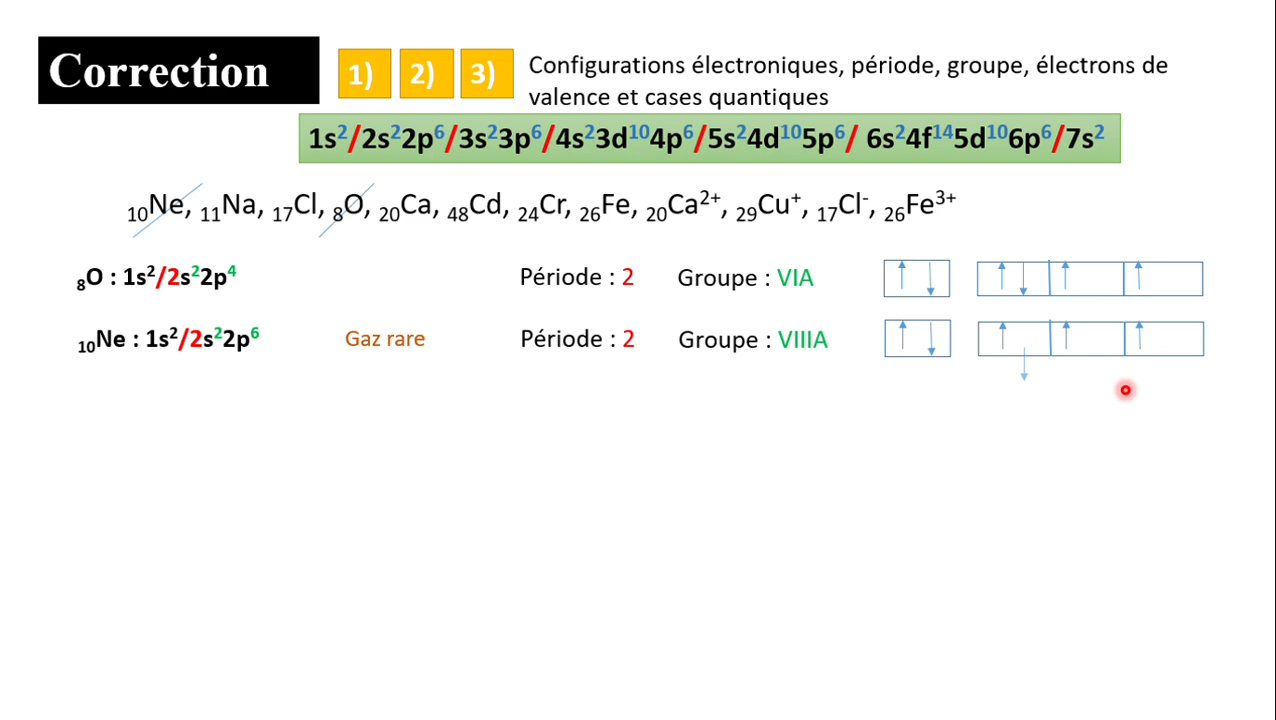 Correction 1) 2) 3) Configurations électroniques, période, groupe, électrons de
valence et cases quantiques
1s²/2s²2p⁶/3s²3p⁶/4s²3d¹⁰4p⁶/5s²4d¹⁰5p⁶/ 6s²4f¹⁴5d¹⁰6p⁶/7s²
₁₀Ne, ₁₁Na, ₁₇Cl, ₈O, ₂₀Ca, ₄₈Cd, ₂₄Cr, ₂₆Fe, ₂₀Ca²⁺, ₂₉Cu⁺, ₁₇Cl⁻, ₂₆Fe³⁺
₈O : 1s²/2s²2p⁴ Période : 2 Groupe : VIA
₁₀Ne : 1s²/2s²2p⁶ Gaz rare Période : 2 Groupe : VIIIA